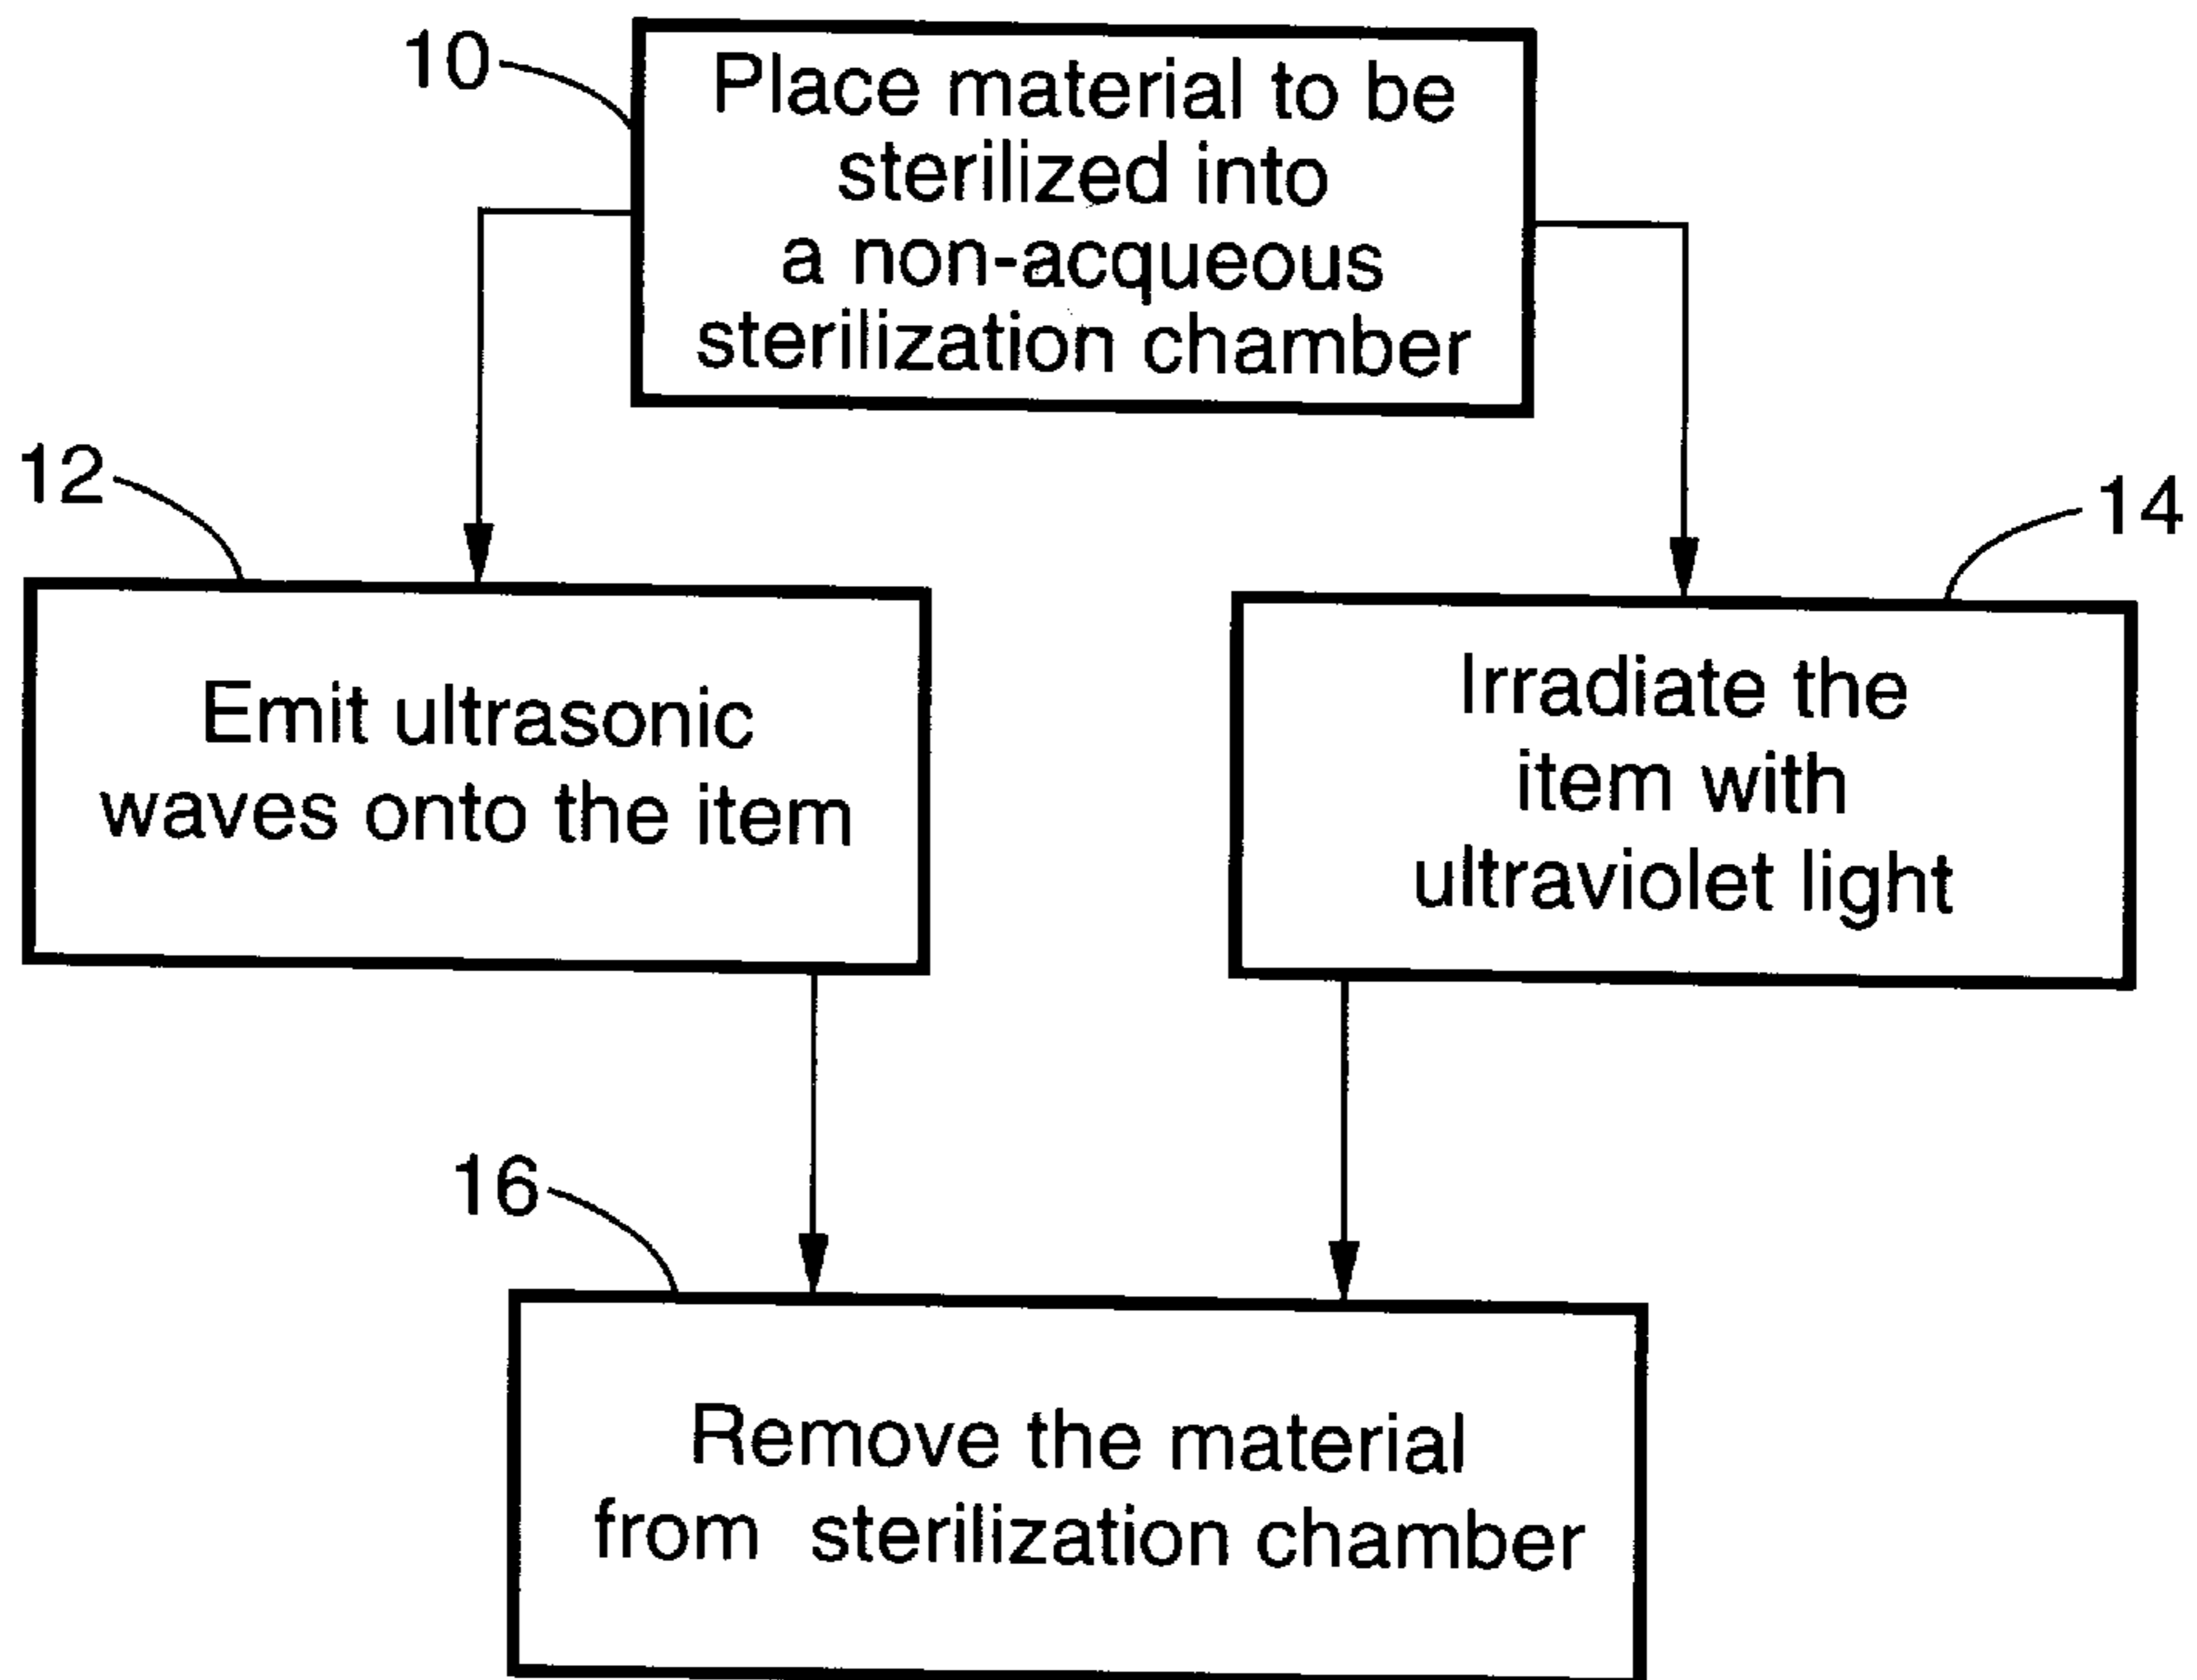 10
Place material to be
sterilized into
a non-acqueous
sterilization chamber
12
14
Emit ultrasonic
waves onto the item
Irradiate the
item with
ultraviolet light
16
Remove the material
from sterilization chamber